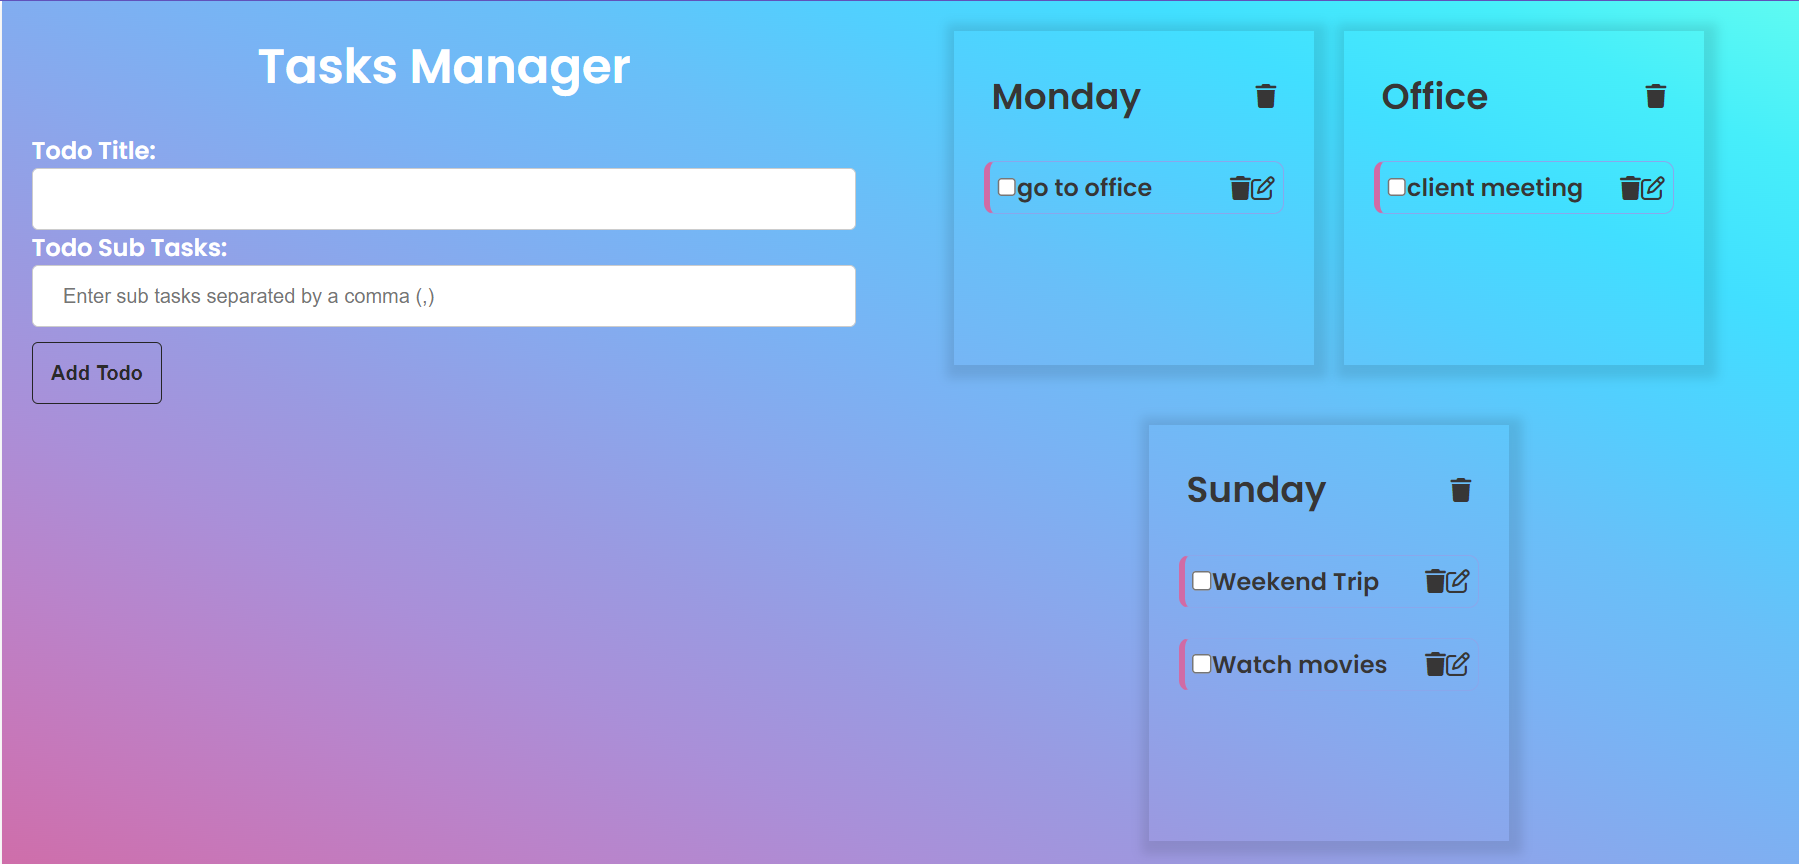 Tasks Manager
Todo Title:
Todo Sub Tasks:
Enter sub tasks separated by a comma (,)
Add Todo
Monday
go to office
Office
client meeting
Sunday
Weekend Trip
Watch movies